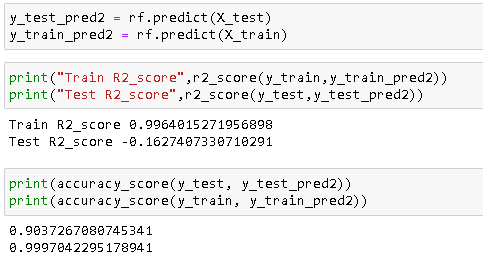 y_test_pred2 = rf.predict(X_test)
y_train_pred2 = rf.predict(X_train)
print("Train R2_score",r2_score(y_train,y_train_pred2))
print("Test R2_score",r2_score(y_test,y_test_pred2))
Train R2_score 0.9964015271956898
Test R2_score -0.1627407330710291
print(accuracy_score(y_test, y_test_pred2))
print(accuracy_score(y_train, y_train_pred2))
0.9037267080745341
0.9997042295178941